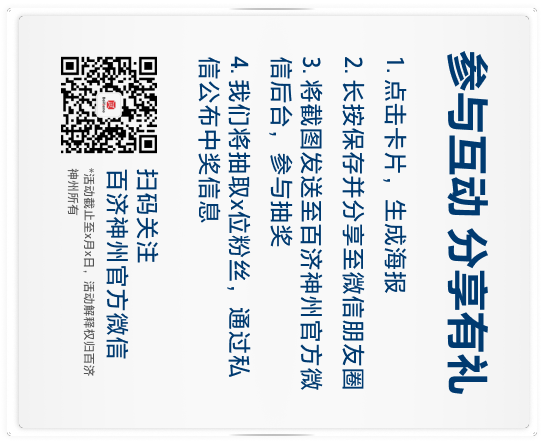 参与互动 分享有礼
1. 点击卡片，生成海报
2. 长按保存并分享至微信朋友圈
3. 将截图发送至百济神州官方微
信后台，参与抽奖
4. 我们将抽取x位粉丝，通过私
信公布中奖信息
扫码关注
百济神州官方微信
*活动截止至x月x日，活动解释权归百济
神州所有